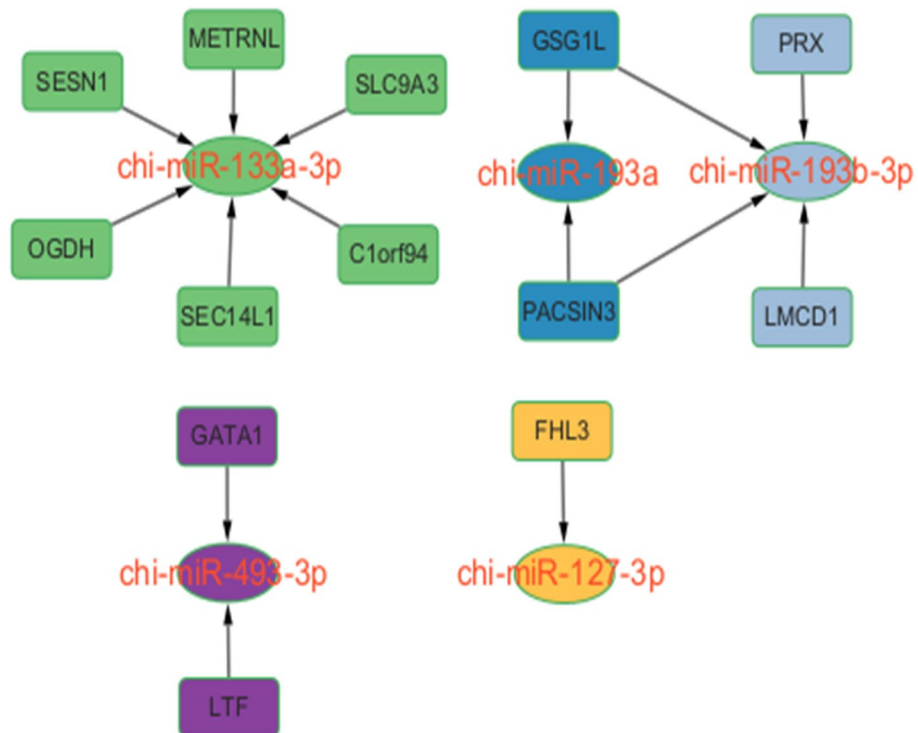 METRNL
SESN1
SLC9A3
chi-miR-133a-3p
OGDH
C1orf94
SEC14L1
GSG1L
PRX
chi-miR-193a
chi-miR-193b-3p
PACSIN3
LMCD1
GATA1
chi-miR-493-3p
LTF
FHL3
chi-miR-127-3p